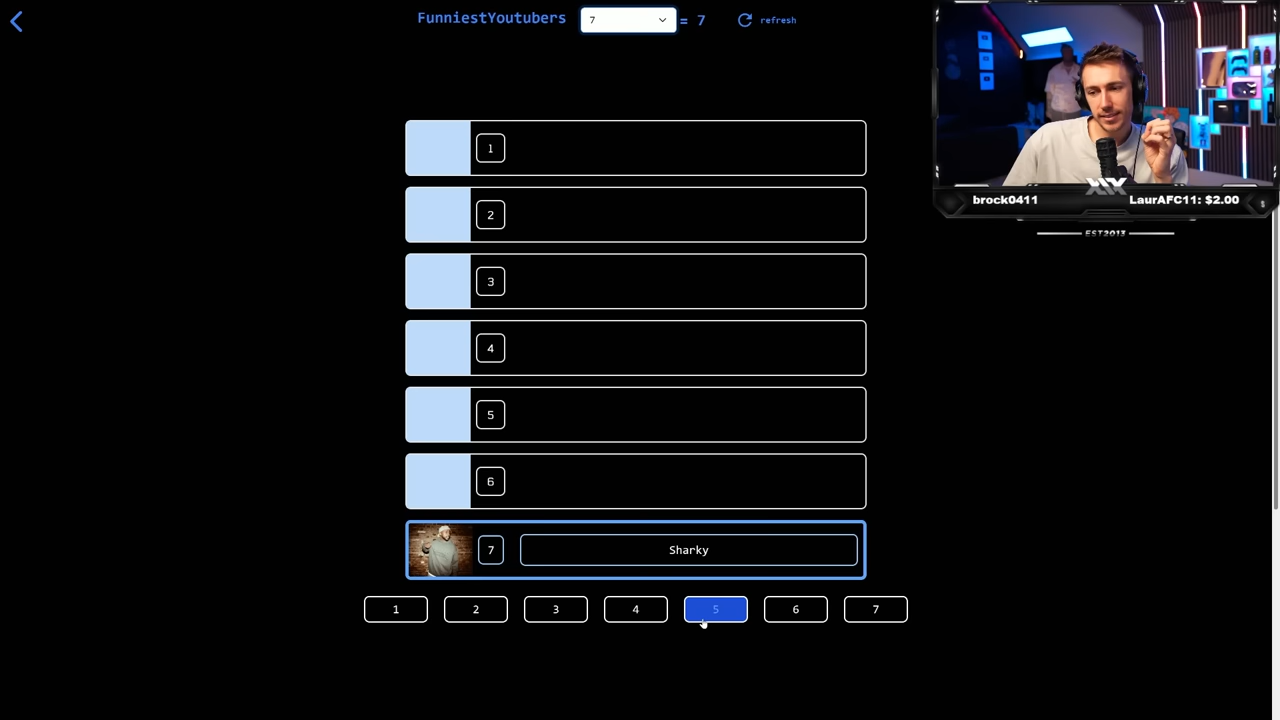 FunniestYoutubers 7 = 7 refresh
1
2
3
4
5
6
7 Sharky
1 2 3 4 5 6 7
brock0411 LaurAFC11: $2.00
EST2013